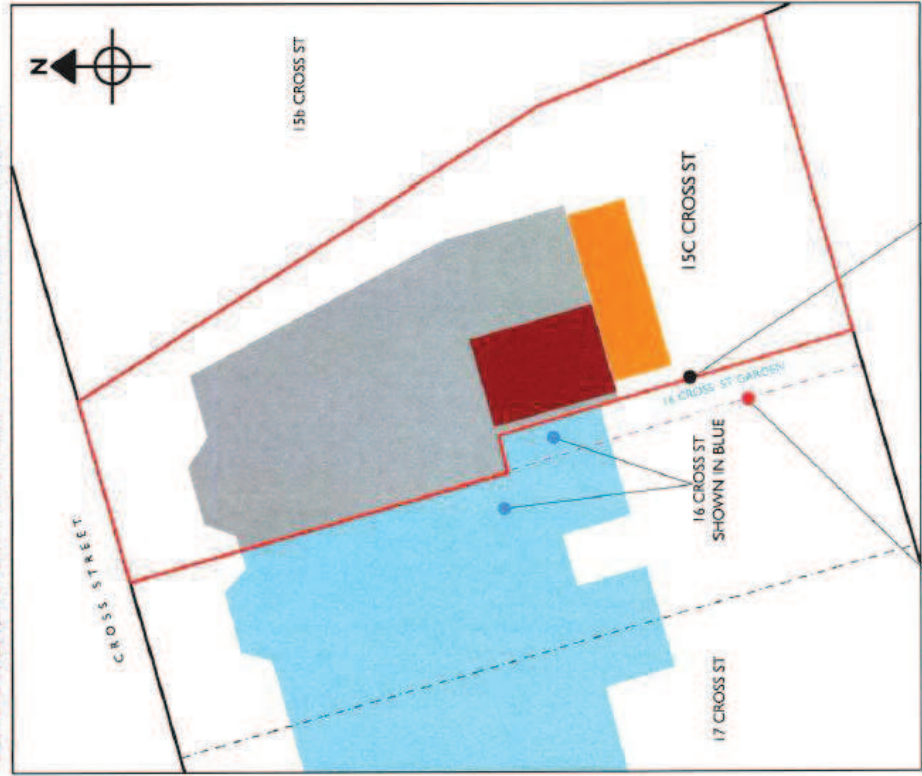 N
15b CROSS ST
CROSS STREET
15C CROSS ST
16 CROSS ST GARDEN
16 CROSS ST
SHOWN IN BLUE
17 CROSS ST